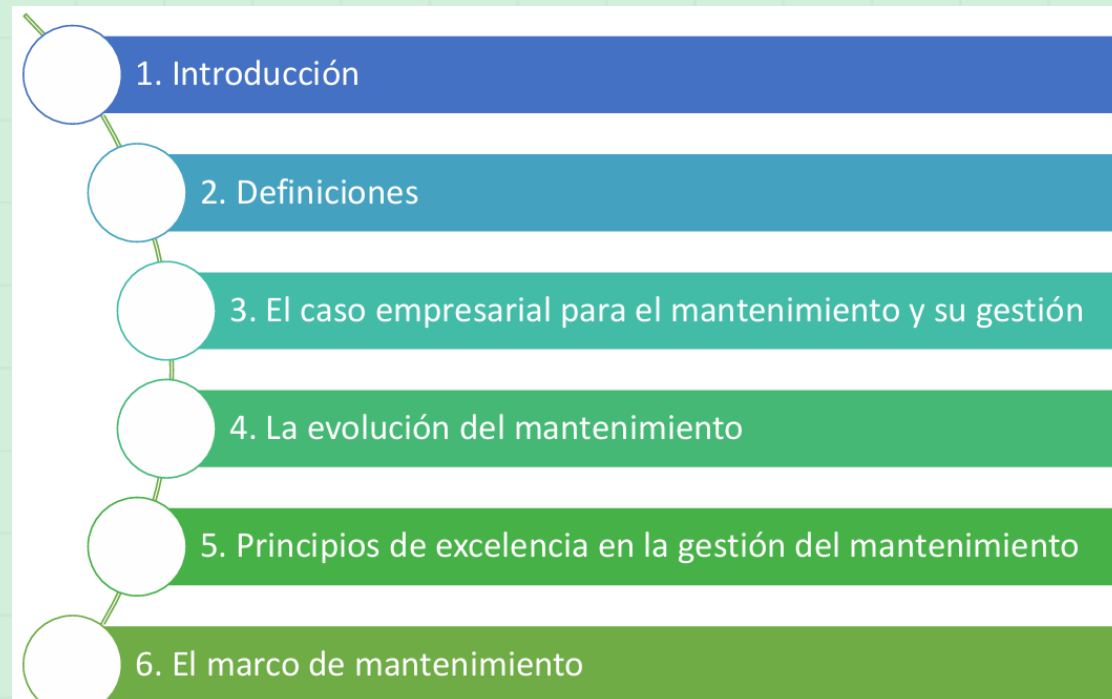 1. Introducción
2. Definiciones
3. El caso empresarial para el mantenimiento y su gestión
4. La evolución del mantenimiento
5. Principios de excelencia en la gestión del mantenimiento
6. El marco de mantenimiento